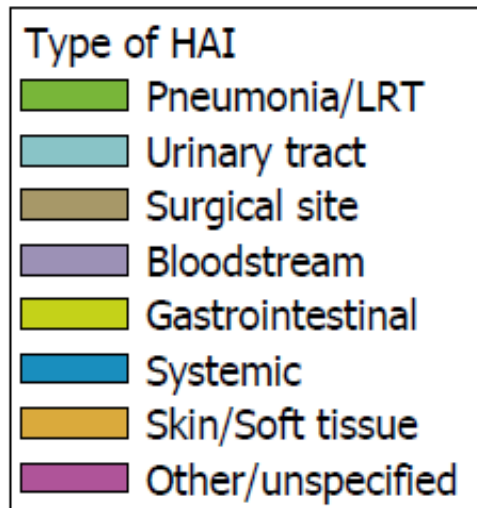 Type of HAI
Pneumonia/LRT
Urinary tract
Surgical site
Bloodstream
Gastrointestinal
Systemic
Skin/Soft tissue
Other/unspecified